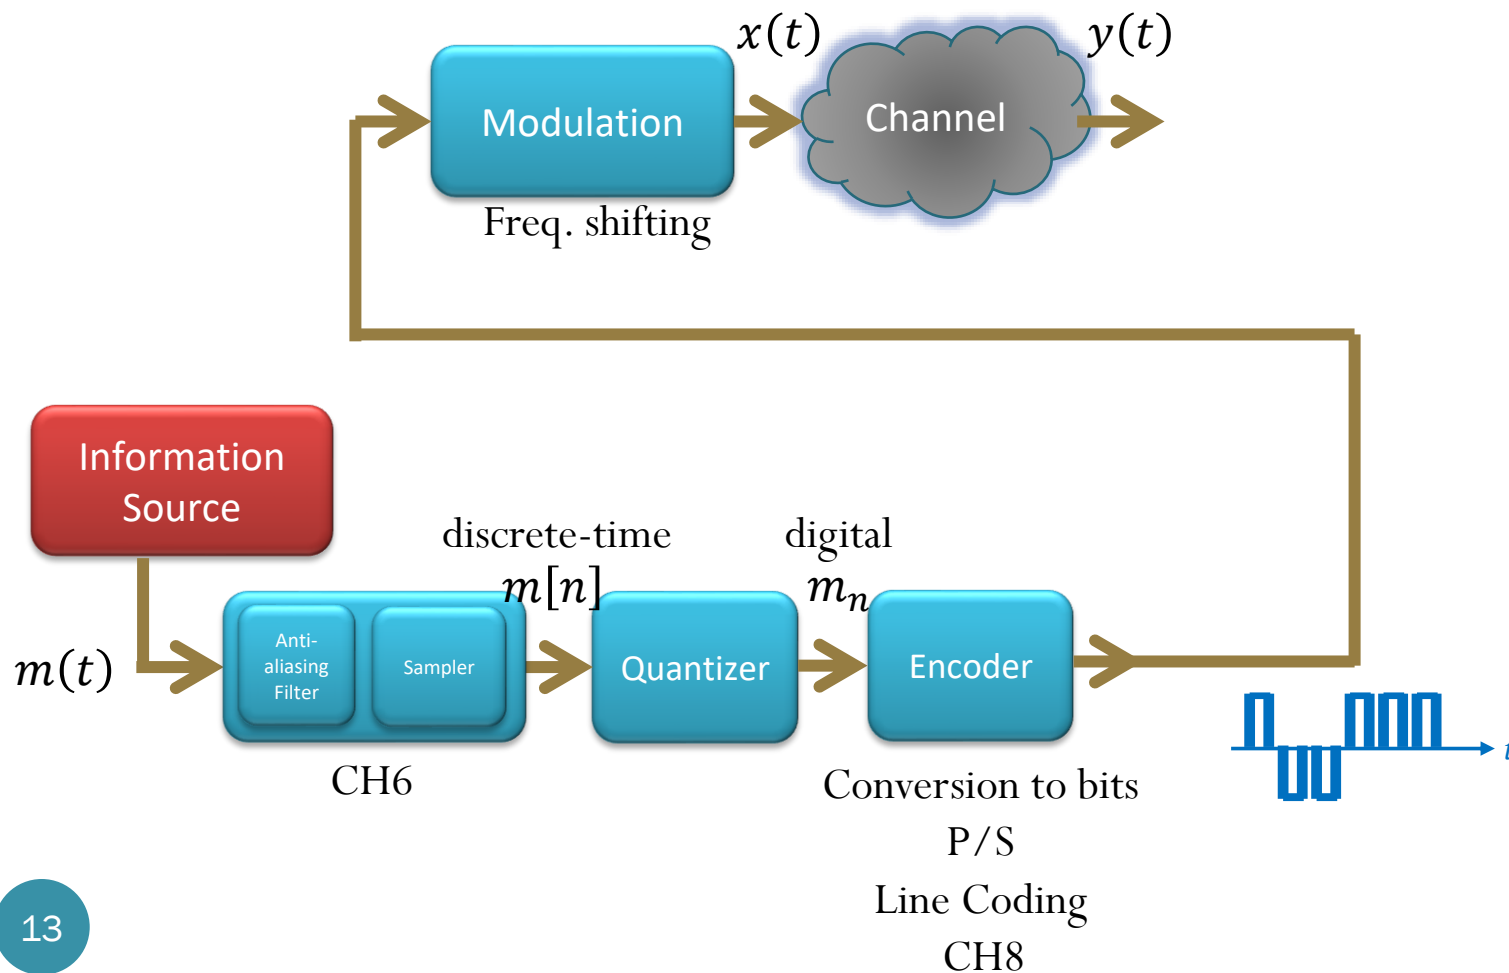 x(t)
y(t)
Modulation
Channel
Freq. shifting
Information
Source
discrete-time
m[n]
digital
mₙ
m(t)
Anti-
aliasing
Filter
Sampler
Quantizer
Encoder
t
CH6
Conversion to bits
P/S
Line Coding
CH8
13